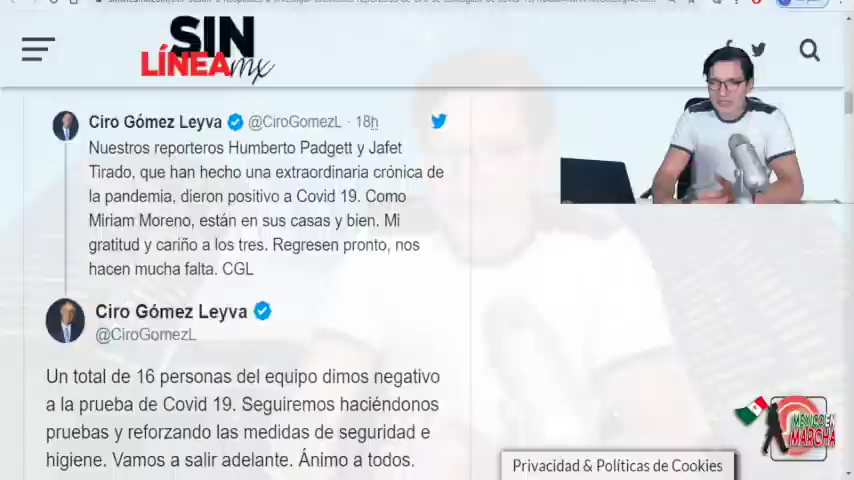 SIN
LÍNEAmx
Ciro Gómez Leyva @CiroGomezL · 18h
Nuestros reporteros Humberto Padgett y Jafet
Tirado, que han hecho una extraordinaria crónica de
la pandemia, dieron positivo a Covid 19. Como
Miriam Moreno, están en sus casas y bien. Mi
gratitud y cariño a los tres. Regresen pronto, nos
hacen mucha falta. CGL
Ciro Gómez Leyva
@CiroGomezL
Un total de 16 personas del equipo dimos negativo
a la prueba de Covid 19. Seguiremos haciéndonos
pruebas y reforzando las medidas de seguridad e
higiene. Vamos a salir adelante. Ánimo a todos.
MÉXICO EN
MARCHA
Privacidad & Políticas de Cookies